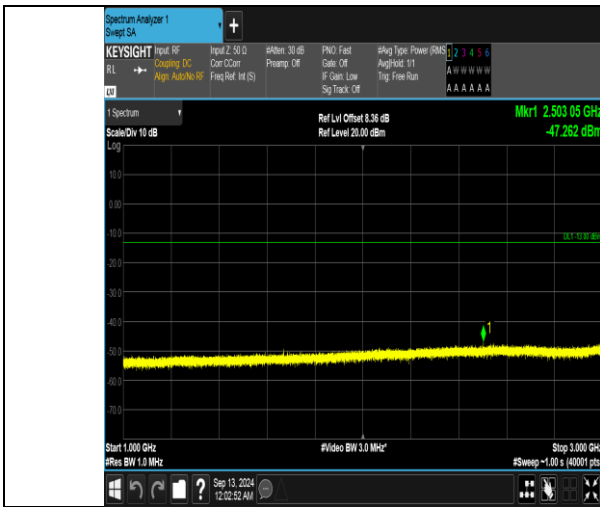 Spectrum Analyzer 1
Swept SA
+
KEYSIGHT
RL
LXI
Input: RF
Coupling: DC
Align: Auto/No RF
Input Z: 50 Ω
Corr CCorr
Freq Ref: Int (S)
#Atten: 30 dB
Preamp: Off
PNO: Fast
Gate: Off
IF Gain: Low
Sig Track: Off
#Avg Type: Power (RMS
Avg|Hold: 1/1
Trig: Free Run
1 2 3 4 5 6
A W W W W W
A A A A A A
1 Spectrum
Scale/Div 10 dB
Log
Ref Lvl Offset 8.36 dB
Ref Level 20.00 dBm
Mkr1 2.503 05 GHz
-47.262 dBm
10.0
0.00
-10.0
DL1 -13.00 dBm
-20.0
-30.0
-40.0
1
-50.0
-60.0
-70.0
Start 1.000 GHz
#Res BW 1.0 MHz
#Video BW 3.0 MHz*
Stop 3.000 GHz
#Sweep ~1.00 s (40001 pts)
?
Sep 13, 2024
12:02:52 AM